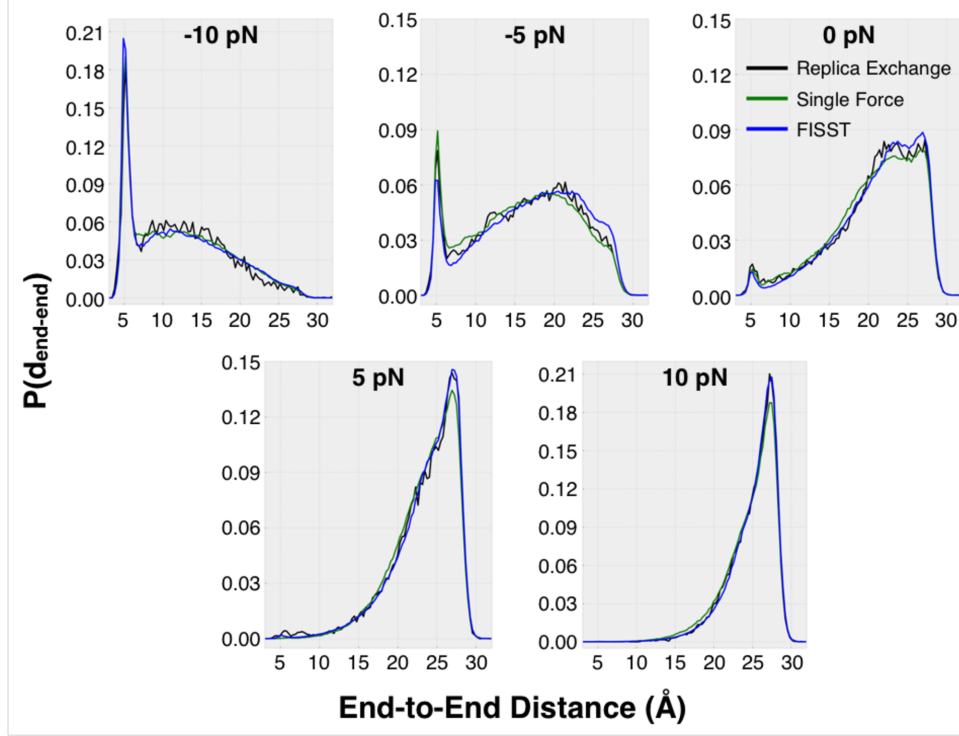 -10 pN
0.21
0.18
0.15
0.12
0.09
0.06
0.03
0.00
5 10 15 20 25 30
-5 pN
0.15
0.12
0.09
0.06
0.03
0.00
5 10 15 20 25 30
0 pN
Replica Exchange
Single Force
FISST
0.15
0.12
0.09
0.06
0.03
0.00
5 10 15 20 25 30
P(dend-end)
5 pN
0.15
0.12
0.09
0.06
0.03
0.00
5 10 15 20 25 30
10 pN
0.21
0.18
0.15
0.12
0.09
0.06
0.03
0.00
5 10 15 20 25 30
End-to-End Distance (Å)